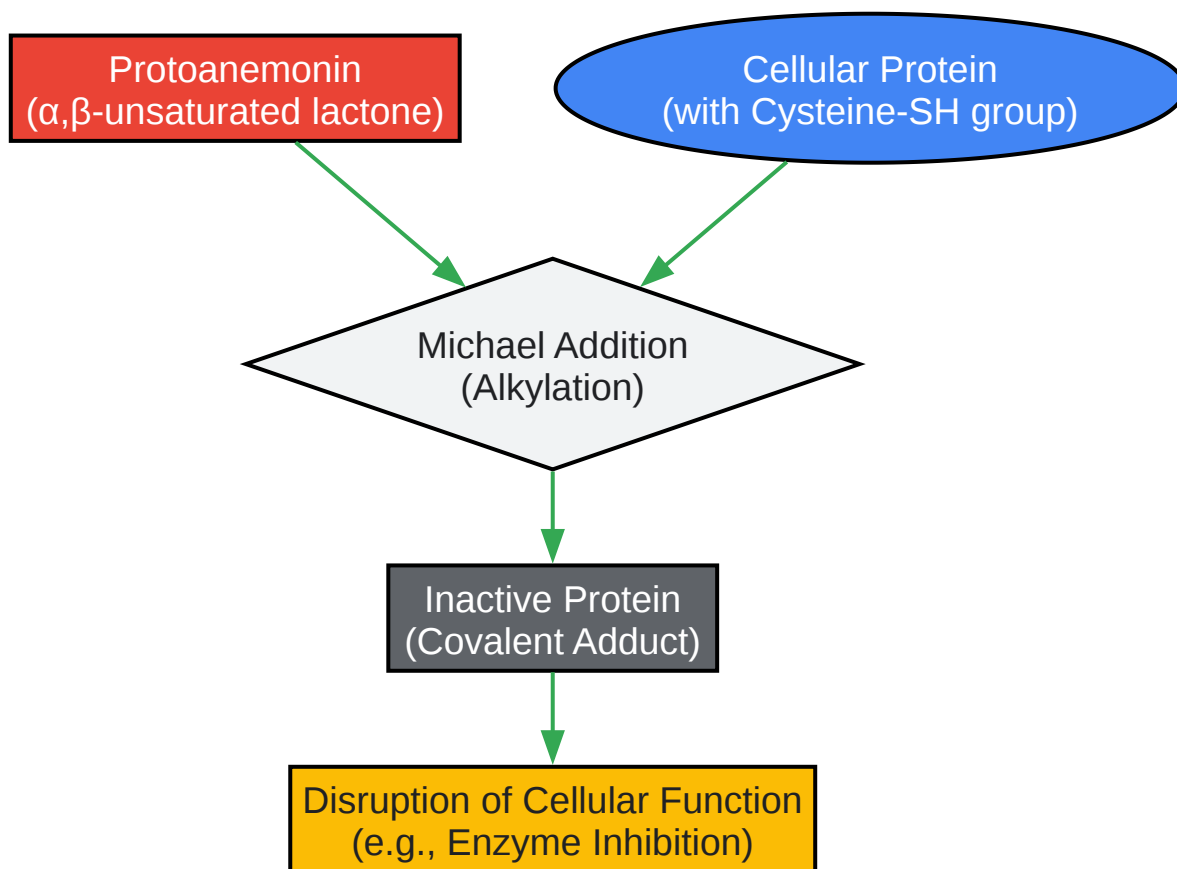 Protoanemonin
(α,β-unsaturated lactone)
Cellular Protein
(with Cysteine-SH group)
Michael Addition
(Alkylation)
Inactive Protein
(Covalent Adduct)
Disruption of Cellular Function
(e.g., Enzyme Inhibition)